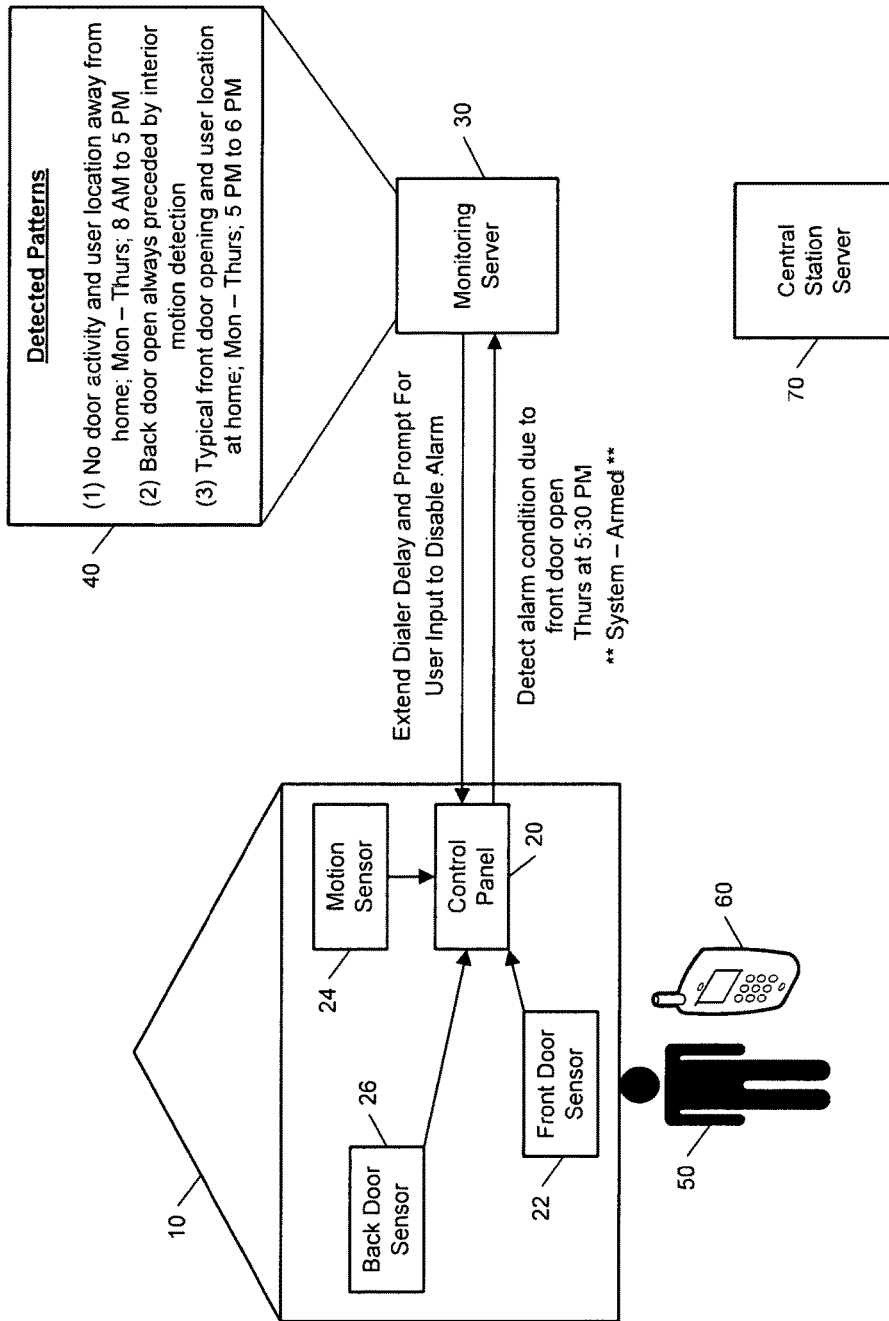 Detected Patterns
(1) No door activity and user location away from
home; Mon – Thurs; 8 AM to 5 PM
(2) Back door open always preceded by interior
motion detection
(3) Typical front door opening and user location
at home; Mon – Thurs; 5 PM to 6 PM
40
30
Monitoring
Server
Extend Dialer Delay and Prompt For
User Input to Disable Alarm
Detect alarm condition due to
front door open
Thurs at 5:30 PM
** System – Armed **
Central
Station
Server
70
10
Motion
Sensor
24
Control
Panel
20
26
Back Door
Sensor
Front Door
Sensor
22
50
60